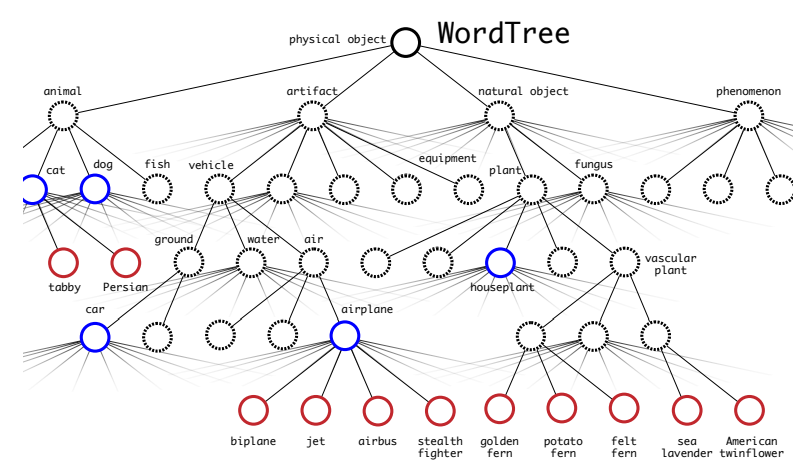 WordTree
physical object
animal
artifact
natural object
phenomenon
cat
dog
fish
vehicle
equipment
plant
fungus
ground
water
air
vascular
plant
tabby
Persian
houseplant
car
airplane
biplane
jet
airbus
stealth
fighter
golden
fern
potato
fern
felt
fern
sea
lavender
American
twinflower